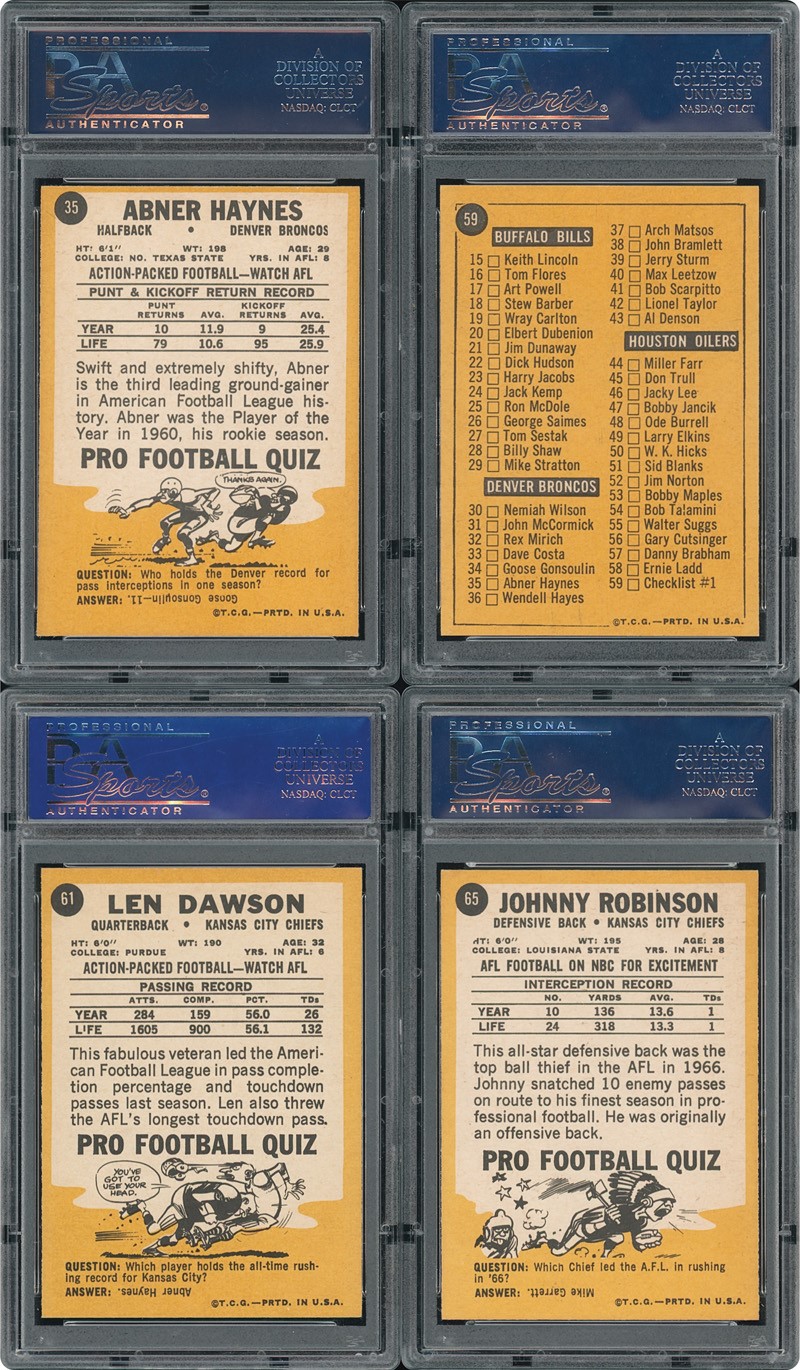 PROFESSIONAL
PSA
Sports®
AUTHENTICATOR
A
DIVISION OF
COLLECTORS
UNIVERSE
NASDAQ: CLCT
35
ABNER HAYNES
HALFBACK • DENVER BRONCOS
HT: 6'1" WT: 198 AGE: 29
COLLEGE: NO. TEXAS STATE YRS. IN AFL: 8
ACTION-PACKED FOOTBALL—WATCH AFL
PUNT & KICKOFF RETURN RECORD
PUNT RETURNS AVG. KICKOFF RETURNS AVG.
YEAR 10 11.9 9 25.4
LIFE 79 10.6 95 25.9
Swift and extremely shifty, Abner
is the third leading ground-gainer
in American Football League his-
tory. Abner was the Player of the
Year in 1960, his rookie season.
PRO FOOTBALL QUIZ
THANKS AGAIN.
QUESTION: Who holds the Denver record for
pass interceptions in one season?
ANSWER: Goose Gonsoulin—11.
©T.C.G.—PRTD. IN U.S.A.
PROFESSIONAL
PSA
Sports®
AUTHENTICATOR
A
DIVISION OF
COLLECTORS
UNIVERSE
NASDAQ: CLCT
59
BUFFALO BILLS
15 Keith Lincoln
16 Tom Flores
17 Art Powell
18 Stew Barber
19 Wray Carlton
20 Elbert Dubenion
21 Jim Dunaway
22 Dick Hudson
23 Harry Jacobs
24 Jack Kemp
25 Ron McDole
26 George Saimes
27 Tom Sestak
28 Billy Shaw
29 Mike Stratton
DENVER BRONCOS
30 Nemiah Wilson
31 John McCormick
32 Rex Mirich
33 Dave Costa
34 Goose Gonsoulin
35 Abner Haynes
36 Wendell Hayes
37 Arch Matsos
38 John Bramlett
39 Jerry Sturm
40 Max Leetzow
41 Bob Scarpitto
42 Lionel Taylor
43 Al Denson
HOUSTON OILERS
44 Miller Farr
45 Don Trull
46 Jacky Lee
47 Bobby Jancik
48 Ode Burrell
49 Larry Elkins
50 W. K. Hicks
51 Sid Blanks
52 Jim Norton
53 Bobby Maples
54 Bob Talamini
55 Walter Suggs
56 Gary Cutsinger
57 Danny Brabham
58 Ernie Ladd
59 Checklist #1
©T.C.G.—PRTD. IN U.S.A.
PROFESSIONAL
PSA
Sports®
AUTHENTICATOR
A
DIVISION OF
COLLECTORS
UNIVERSE
NASDAQ: CLCT
61
LEN DAWSON
QUARTERBACK • KANSAS CITY CHIEFS
HT: 6'0" WT: 190 AGE: 32
COLLEGE: PURDUE YRS. IN AFL: 6
ACTION-PACKED FOOTBALL—WATCH AFL
PASSING RECORD
ATTS. COMP. PCT. TDs
YEAR 284 159 56.0 26
LIFE 1605 900 56.1 132
This fabulous veteran led the Ameri-
can Football League in pass comple-
tion percentage and touchdown
passes last season. Len also threw
the AFL's longest touchdown pass.
PRO FOOTBALL QUIZ
YOU'VE
GOT TO
USE YOUR
HEAD.
QUESTION: Which player holds the all-time rush-
ing record for Kansas City?
ANSWER: Abner Haynes.
©T.C.G.—PRTD. IN U.S.A.
PROFESSIONAL
PSA
Sports®
AUTHENTICATOR
A
DIVISION OF
COLLECTORS
UNIVERSE
NASDAQ: CLCT
65
JOHNNY ROBINSON
DEFENSIVE BACK • KANSAS CITY CHIEFS
HT: 6'0" WT: 195 AGE: 28
COLLEGE: LOUISIANA STATE YRS. IN AFL: 8
AFL FOOTBALL ON NBC FOR EXCITEMENT
INTERCEPTION RECORD
NO. YARDS AVG. TDs
YEAR 10 136 13.6 1
LIFE 24 318 13.3 1
This all-star defensive back was the
top ball thief in the AFL in 1966.
Johnny snatched 10 enemy passes
on route to his finest season in pro-
fessional football. He was originally
an offensive back.
PRO FOOTBALL QUIZ
QUESTION: Which Chief led the A.F.L. in rushing
in '66?
ANSWER: Mike Garrett.
©T.C.G.—PRTD. IN U.S.A.